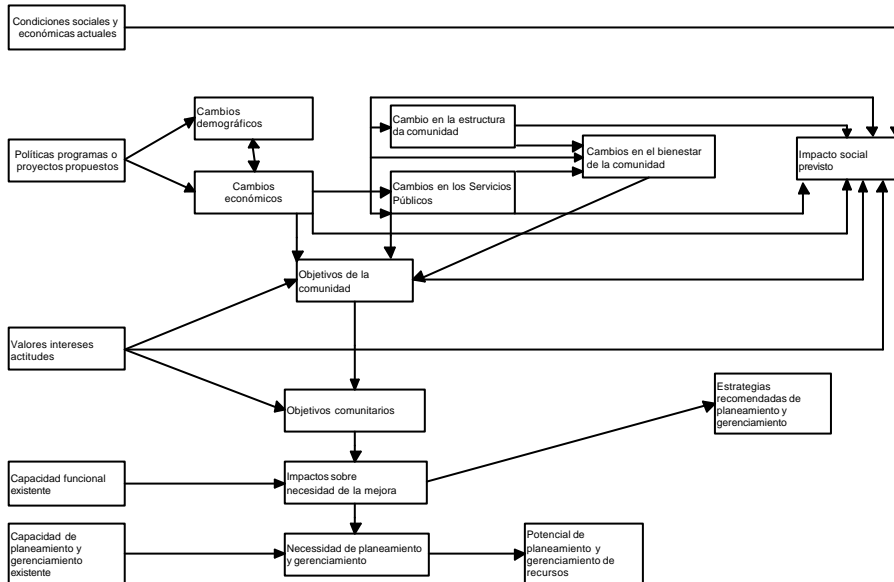 Condiciones sociales y
económicas actuales
Cambios
demográficos
Cambio en la estructura
da comunidad
Cambios en el bienestar
de la comunidad
Impacto social
previsto
Políticas programas o
proyectos propuestos
Cambios
económicos
Cambios en los Servicios
Públicos
Objetivos de la
comunidad
Valores intereses
actitudes
Objetivos comunitarios
Estrategias
recomendadas de
planeamiento y
gerenciamiento
Capacidad funcional
existente
Impactos sobre
necesidad de la mejora
Capacidad de
planeamiento y
gerenciamiento
existente
Necessidad de planeamiento
y gerenciamiento
Potencial de
planeamiento y
gerenciamiento de
recursos